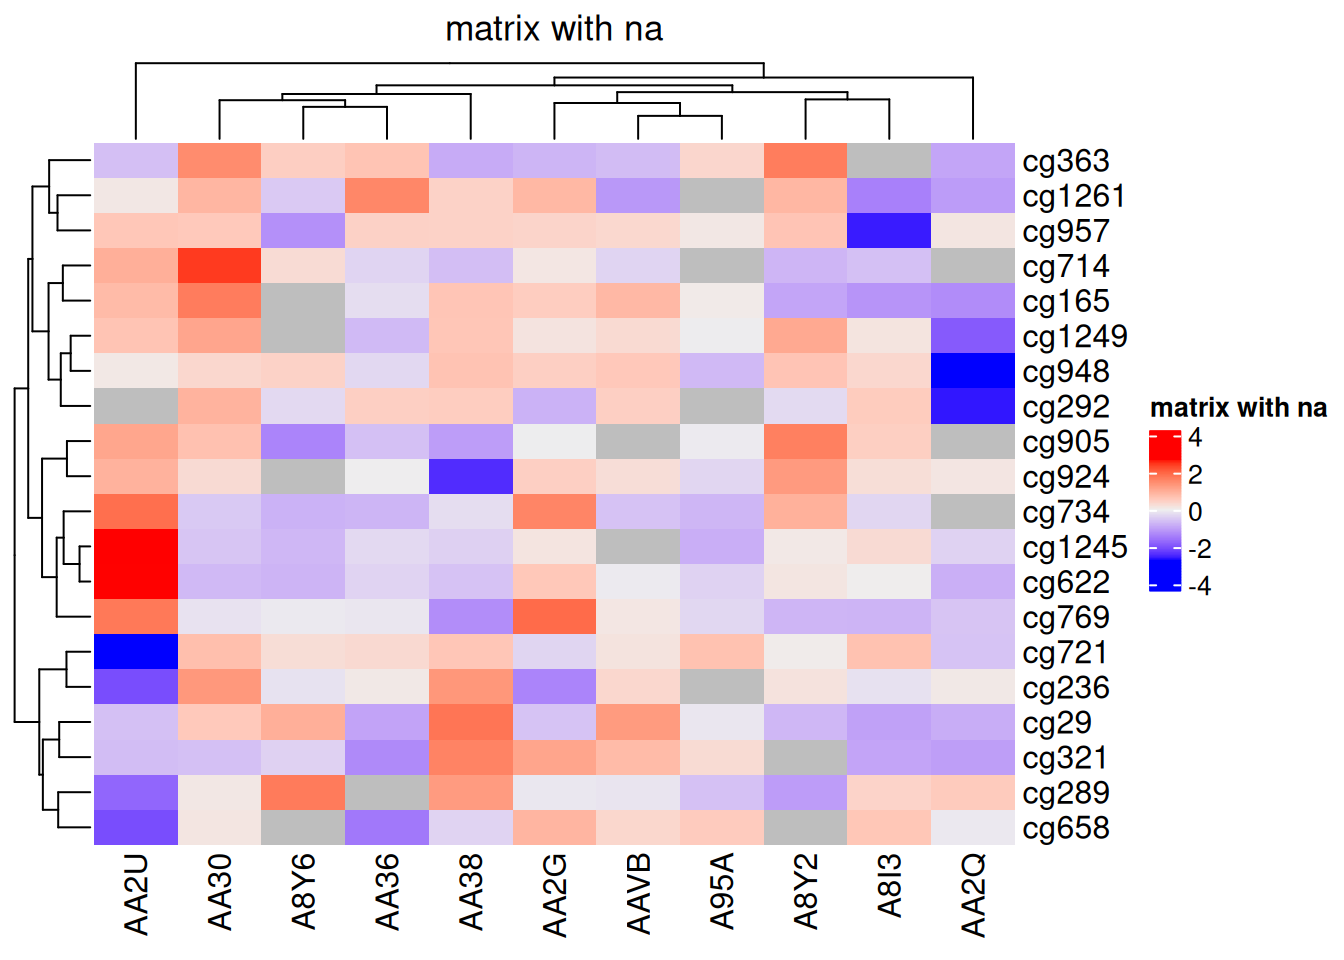 matrix with na
cg363
cg1261
cg957
cg714
cg165
cg1249
cg948
cg292
cg905
cg924
cg734
cg1245
cg622
cg769
cg721
cg236
cg29
cg321
cg289
cg658
matrix with na
4
2
0
-2
-4
AA2U
AA30
A8Y6
AA36
AA38
AA2G
AAVB
A95A
A8Y2
A8I3
AA2Q